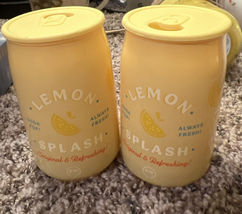 LEMON
ALWAYS
FRESH!
SPLASH
Original & Refreshing!
LEMON
ALWAYS
FRESH!
SPLASH
Original & Refreshing!